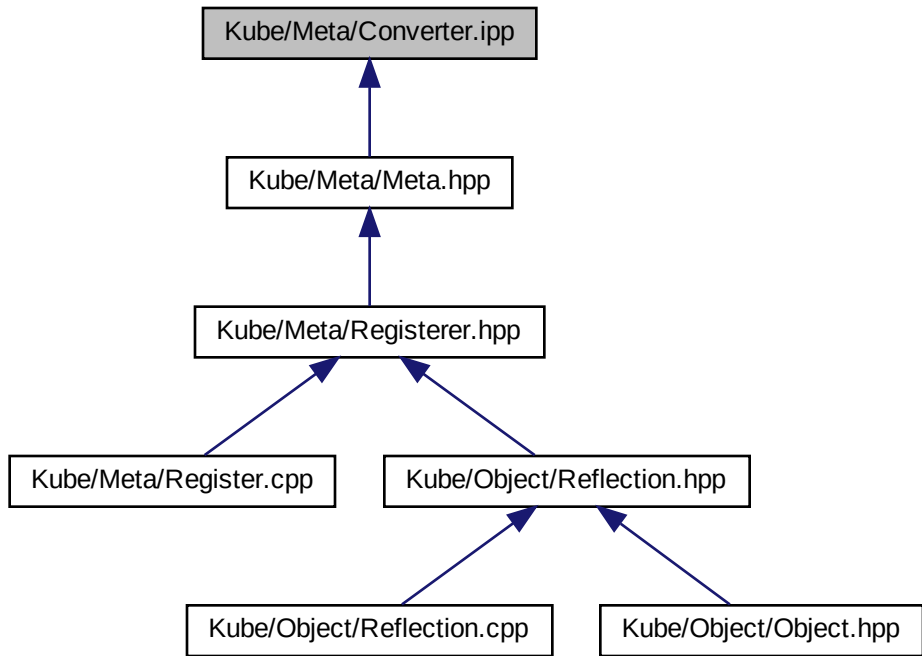 Kube/Meta/Converter.ipp
Kube/Meta/Meta.hpp
Kube/Meta/Registerer.hpp
Kube/Meta/Register.cpp
Kube/Object/Reflection.hpp
Kube/Object/Reflection.cpp
Kube/Object/Object.hpp